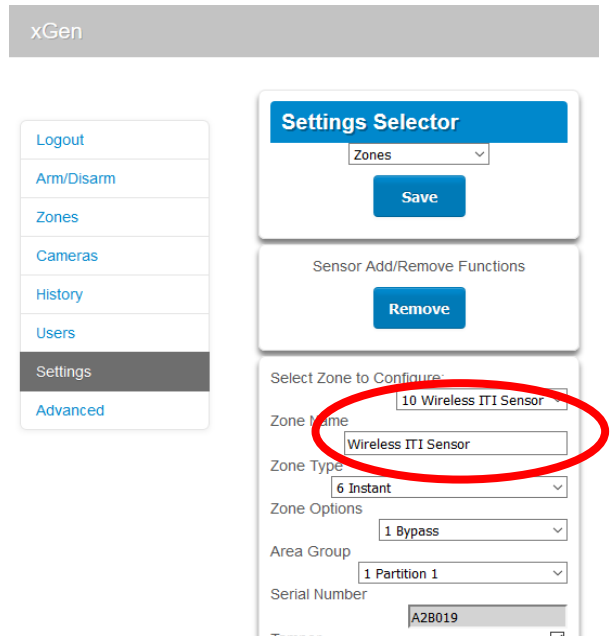 xGen
Logout
Arm/Disarm
Zones
Cameras
History
Users
Settings
Advanced
Settings Selector
Zones
Save
Sensor Add/Remove Functions
Remove
Select Zone to Configure:
10 Wireless ITI Sensor
Zone Name
Wireless ITI Sensor
Zone Type
6 Instant
Zone Options
1 Bypass
Area Group
1 Partition 1
Serial Number
A2B019